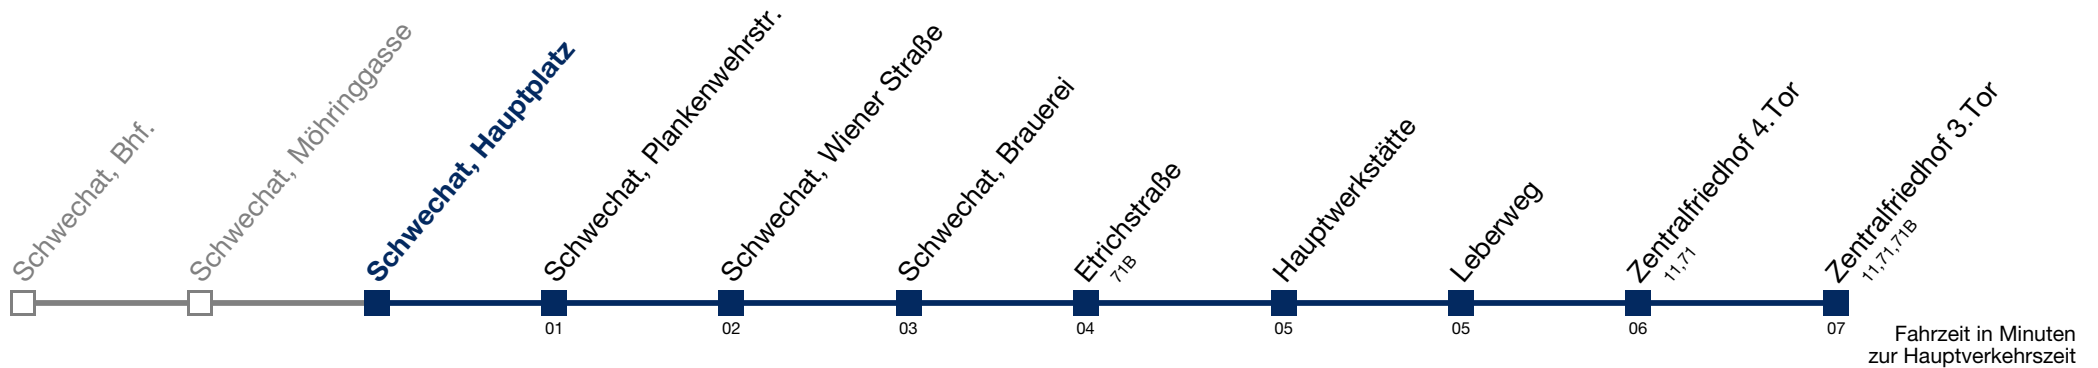 Schwechat, Bhf.
Schwechat, Möhringgasse
Schwechat, Hauptplatz
Schwechat, Plankenwehrstr.
Schwechat, Wiener Straße
Schwechat, Brauerei
Etrichstraße
71B
Hauptwerkstätte
Leberweg
Zentralfriedhof 4.Tor
11,71
Zentralfriedhof 3.Tor
11,71,71B
01 02 03 04 05 05 06 07
Fahrzeit in Minuten
zur Hauptverkehrszeit